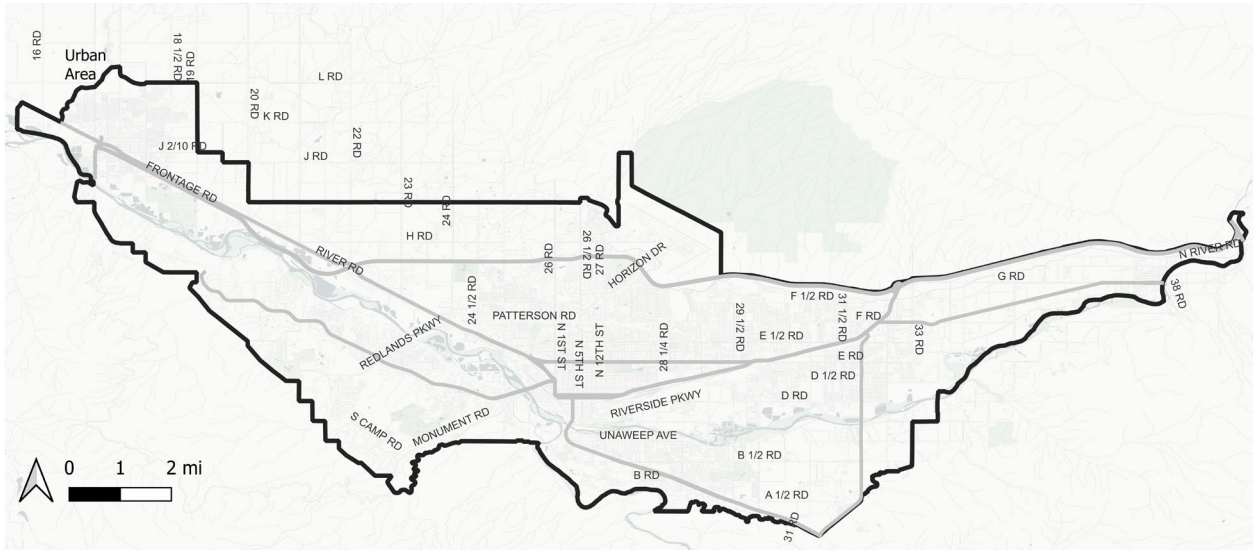 16 RD
Urban
Area
18 1/2 RD
19 RD
L RD
20 RD
K RD
22 RD
J 2/10 RD
J RD
FRONTAGE RD
23 RD
24 RD
H RD
RIVER RD
26 RD
26 1/2 RD
27 RD
HORIZON DR
N RIVER RD
G RD
38 RD
24 1/2 RD
PATTERSON RD
F 1/2 RD
31 1/2 RD
F RD
29 1/2 RD
E 1/2 RD
33 RD
REDLANDS PKWY
N 1ST ST
N 5TH ST
N 12TH ST
28 1/4 RD
E RD
D 1/2 RD
D RD
RIVERSIDE PKWY
S CAMP RD
MONUMENT RD
UNAWEEP AVE
B 1/2 RD
B RD
A 1/2 RD
31 RD
0 1 2 mi